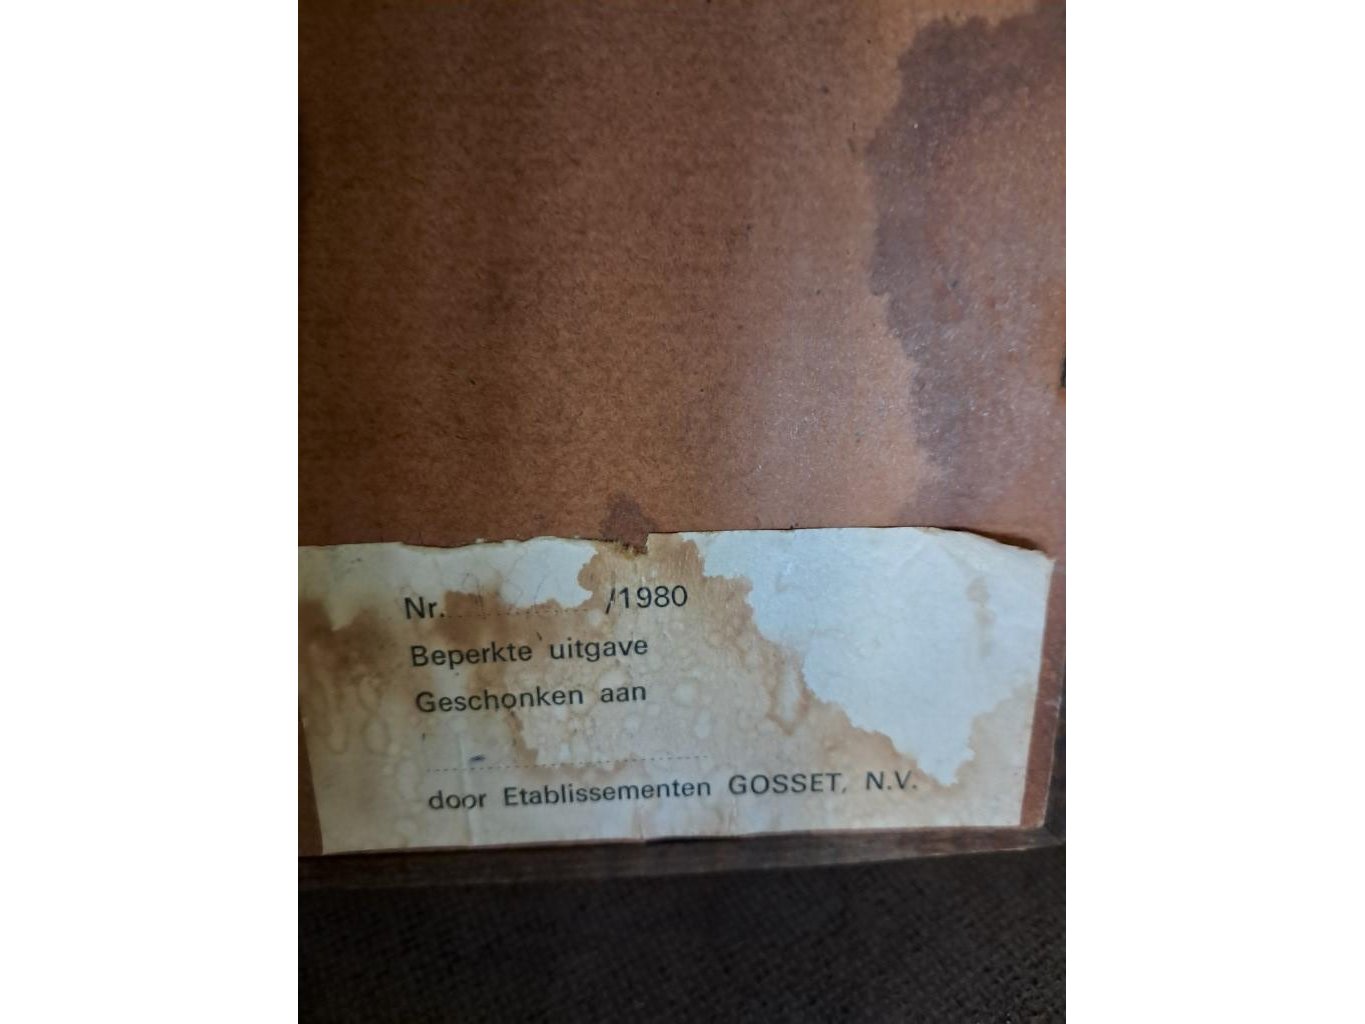 Nr. ............... /1980
Beperkte uitgave
Geschonken aan
door Etablissementen GOSSET, N.V.